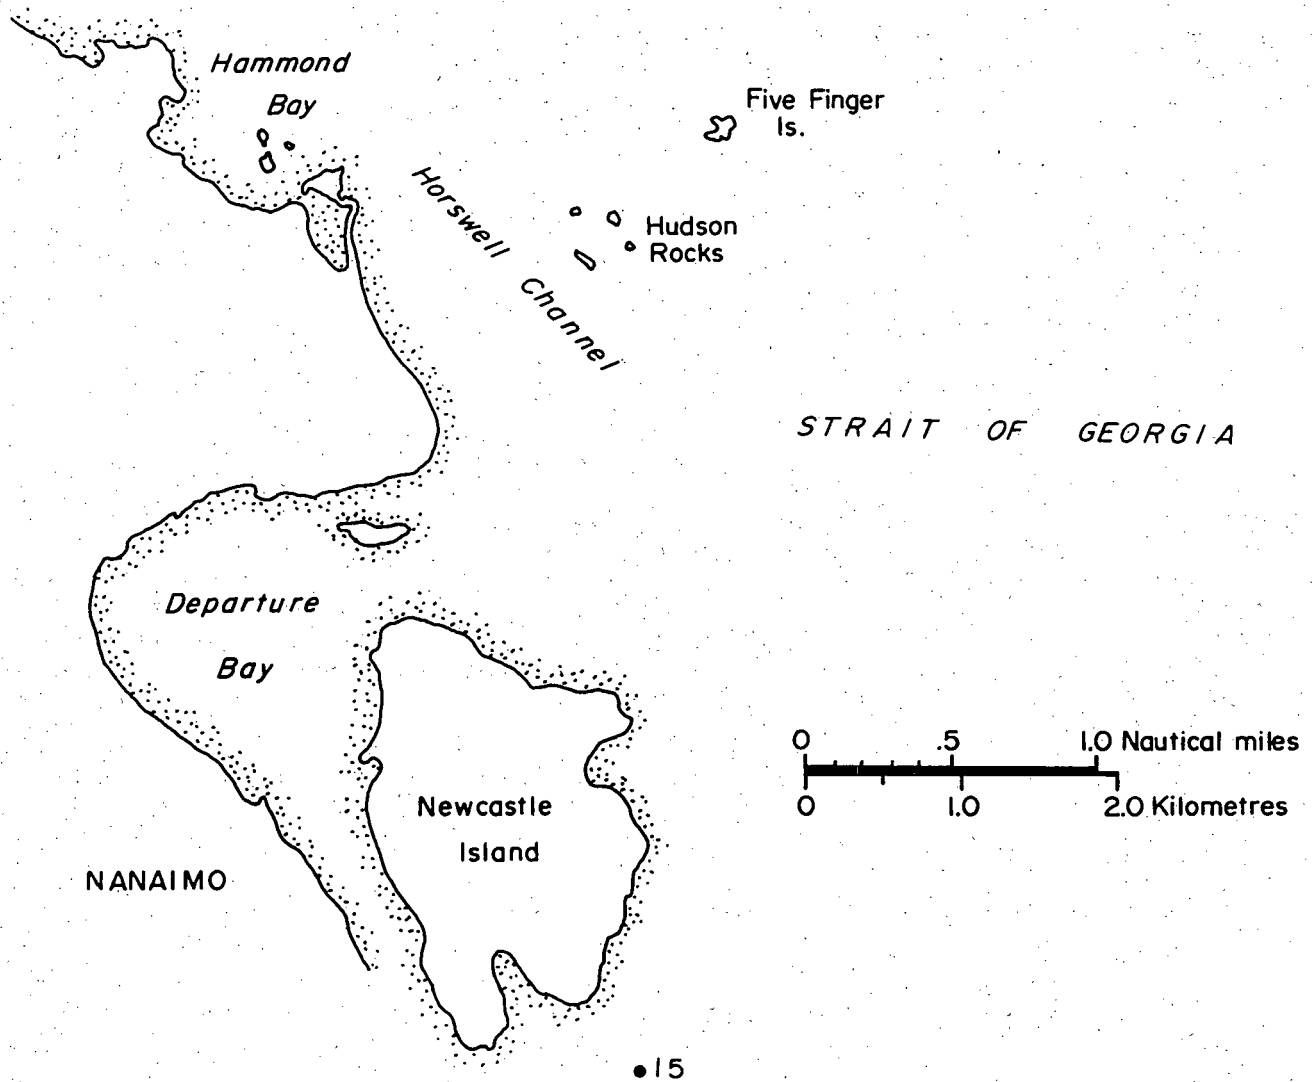 Hammond
Bay
Five Finger
Is.
Horswell Channel
Hudson
Rocks
STRAIT OF GEORGIA
Departure
Bay
0 .5 1.0 Nautical miles
0 1.0 2.0 Kilometres
Newcastle
Island
NANAIMO
15